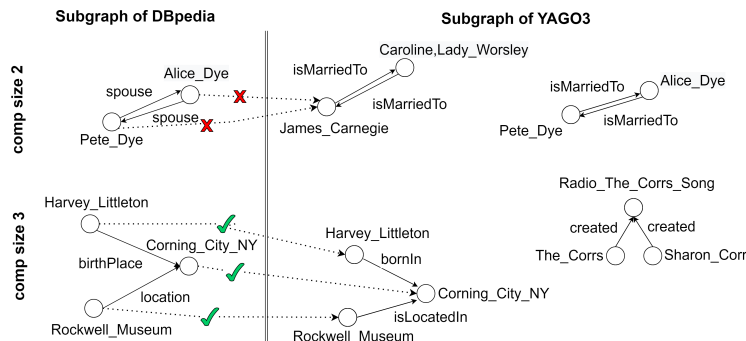 Subgraph of DBpedia
Subgraph of YAGO3
comp size 2
Alice_Dye
spouse
spouse
Pete_Dye
Caroline,Lady_Worsley
isMarriedTo
isMarriedTo
James_Carnegie
Alice_Dye
isMarriedTo
isMarriedTo
Pete_Dye
comp size 3
Harvey_Littleton
Corning_City_NY
birthPlace
location
Rockwell_Museum
Harvey_Littleton
bornIn
Corning_City_NY
isLocatedIn
Rockwell_Museum
Radio_The_Corrs_Song
created
created
The_Corrs
Sharon_Corr